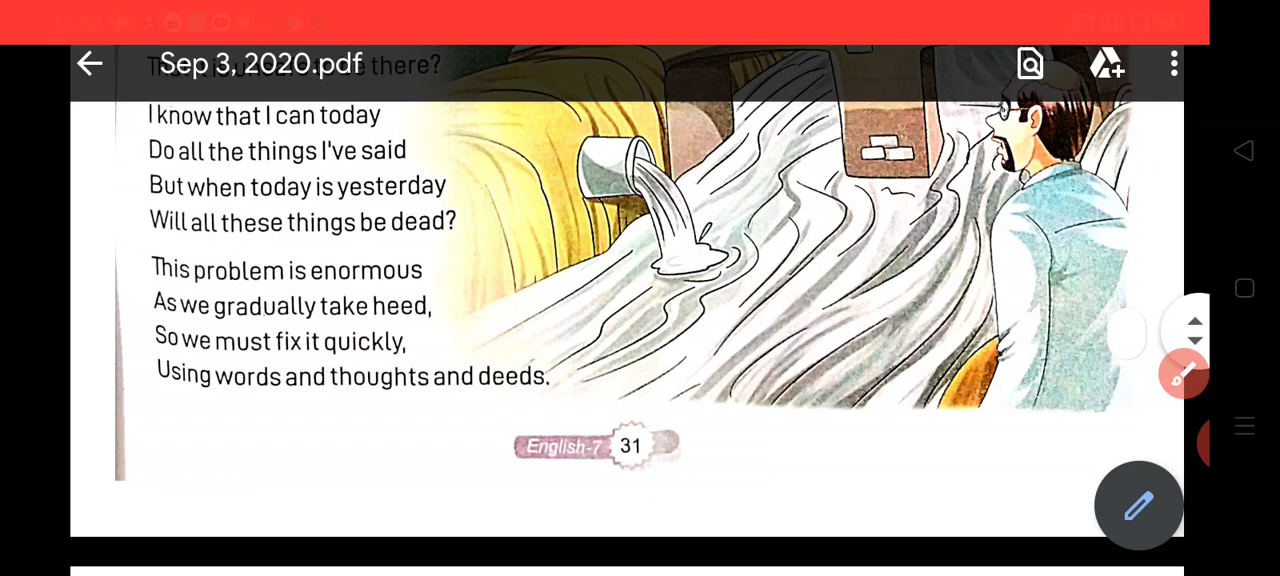 Sep 3, 2020.pdf
there?
I know that I can today
Do all the things I've said
But when today is yesterday
Will all these things be dead?
This problem is enormous
As we gradually take heed,
So we must fix it quickly,
Using words and thoughts and deeds.
English-7 31